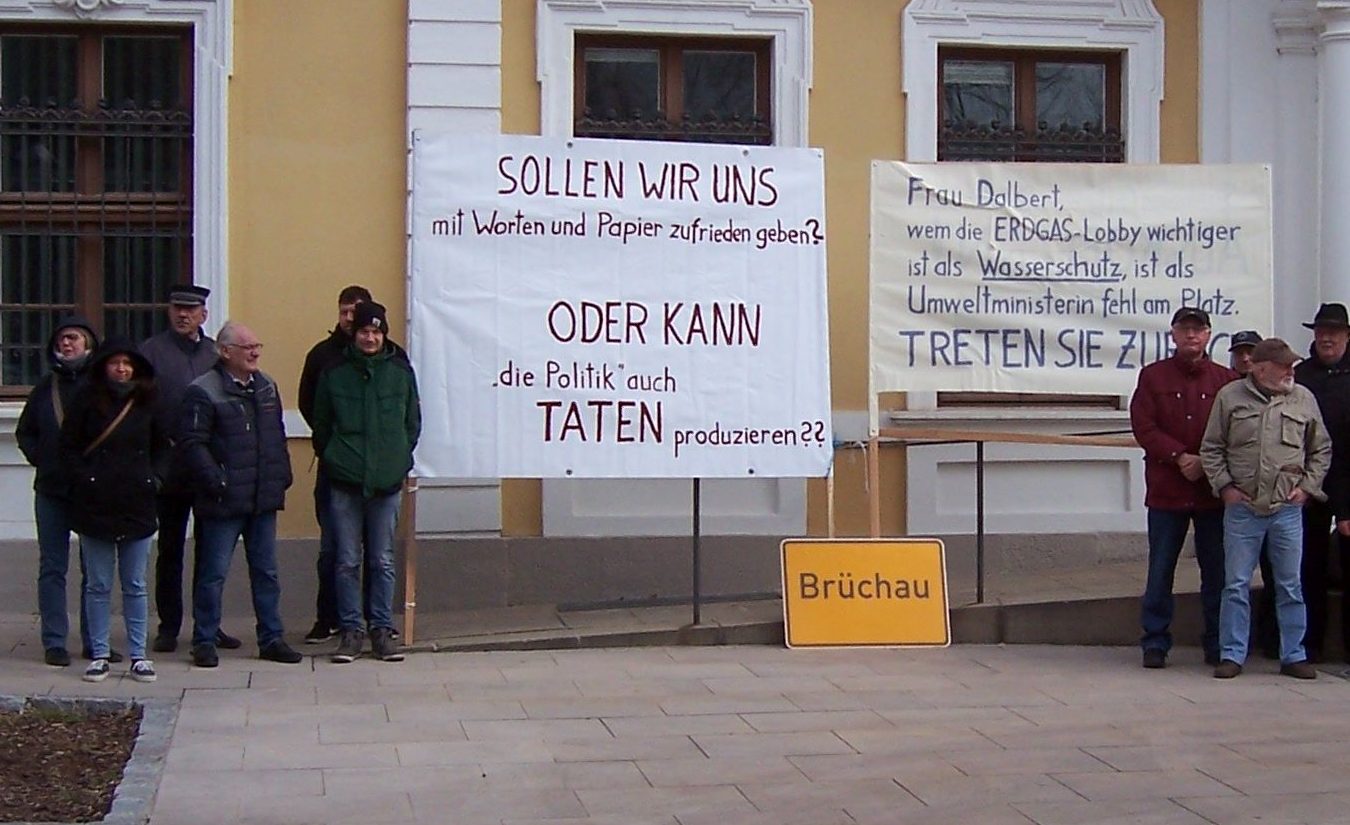 SOLLEN WIR UNS
mit Worten und Papier zufrieden geben?
ODER KANN
„die Politik" auch
TATEN produzieren??
Frau Dalbert,
wem die ERDGAS-Lobby wichtiger
ist als Wasserschutz, ist als
Umweltministerin fehl am Platz.
TRETEN SIE
Brüchau